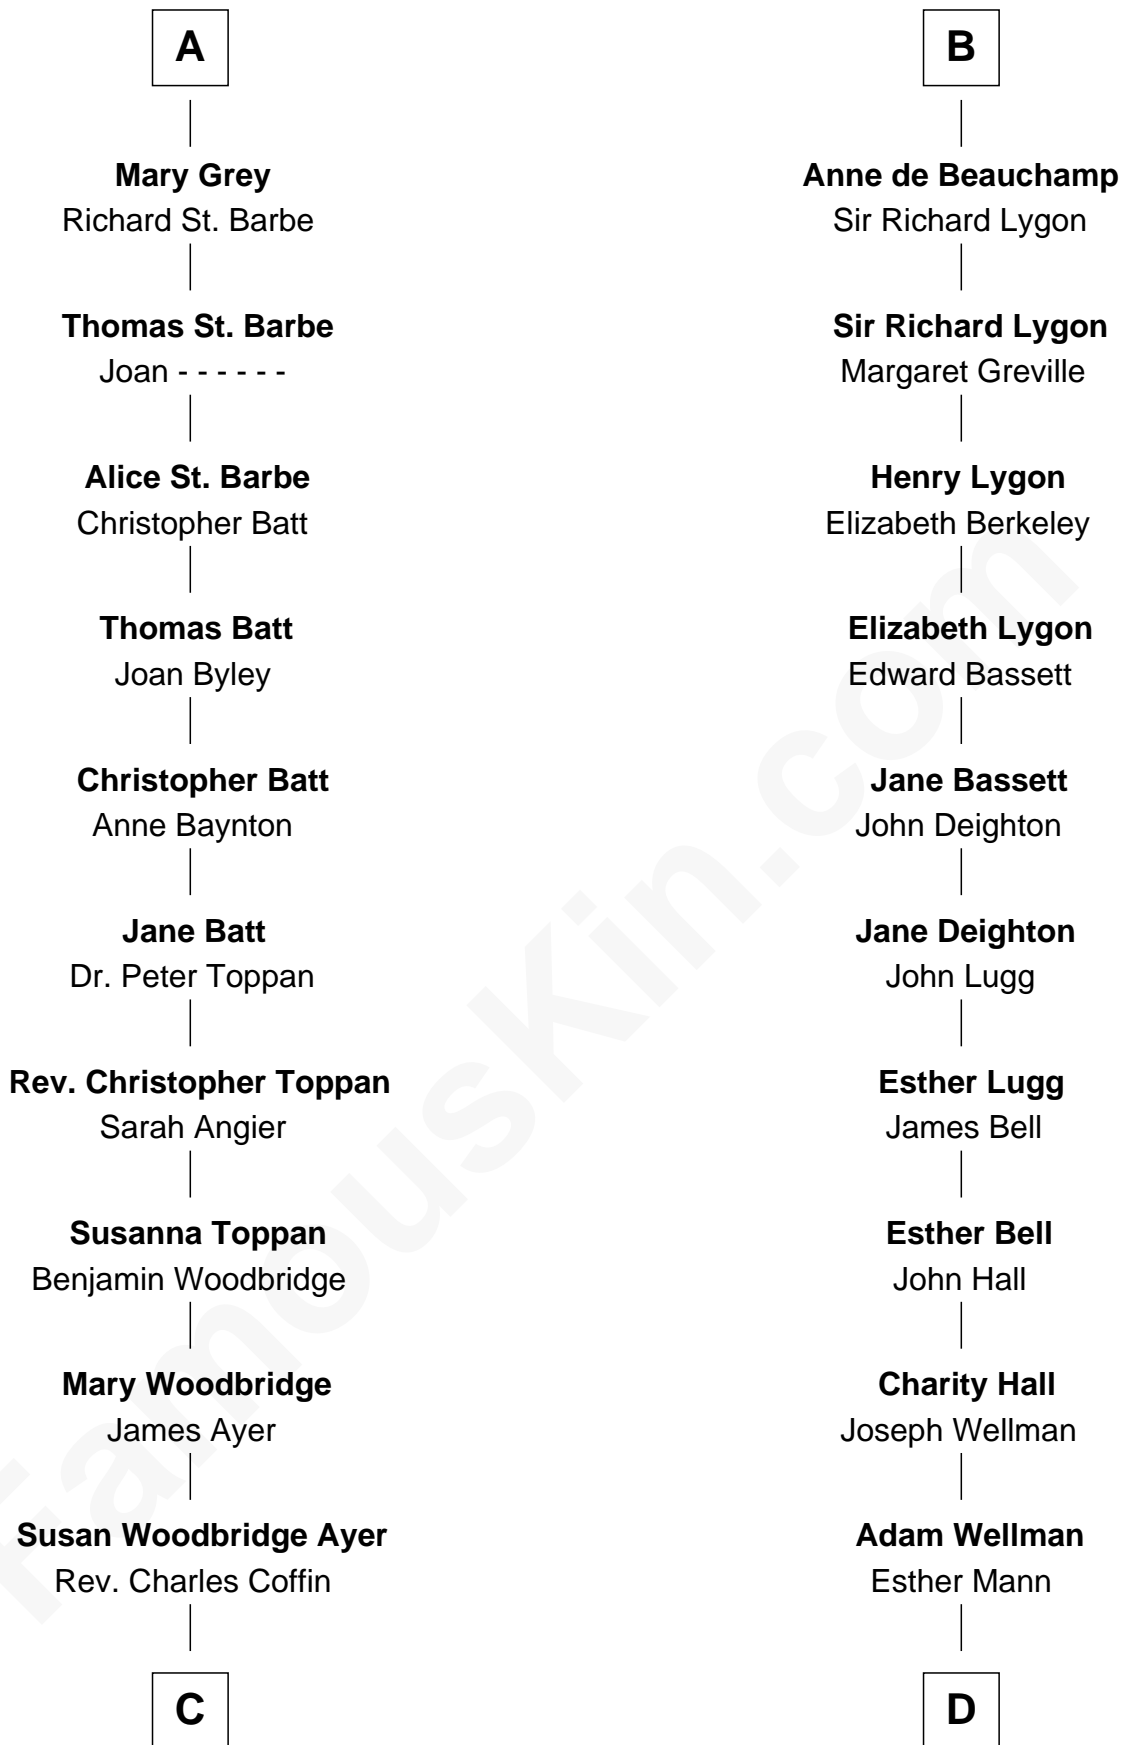 A
Mary Grey
Richard St. Barbe
Thomas St. Barbe
Joan - - - - - -
Alice St. Barbe
Christopher Batt
Thomas Batt
Joan Byley
Christopher Batt
Anne Baynton
Jane Batt
Dr. Peter Toppan
Rev. Christopher Toppan
Sarah Angier
Susanna Toppan
Benjamin Woodbridge
Mary Woodbridge
James Ayer
Susan Woodbridge Ayer
Rev. Charles Coffin
C
B
Anne de Beauchamp
Sir Richard Lygon
Sir Richard Lygon
Margaret Greville
Henry Lygon
Elizabeth Berkeley
Elizabeth Lygon
Edward Bassett
Jane Bassett
John Deighton
Jane Deighton
John Lugg
Esther Lugg
James Bell
Esther Bell
John Hall
Charity Hall
Joseph Wellman
Adam Wellman
Esther Mann
D
FamousKin.com